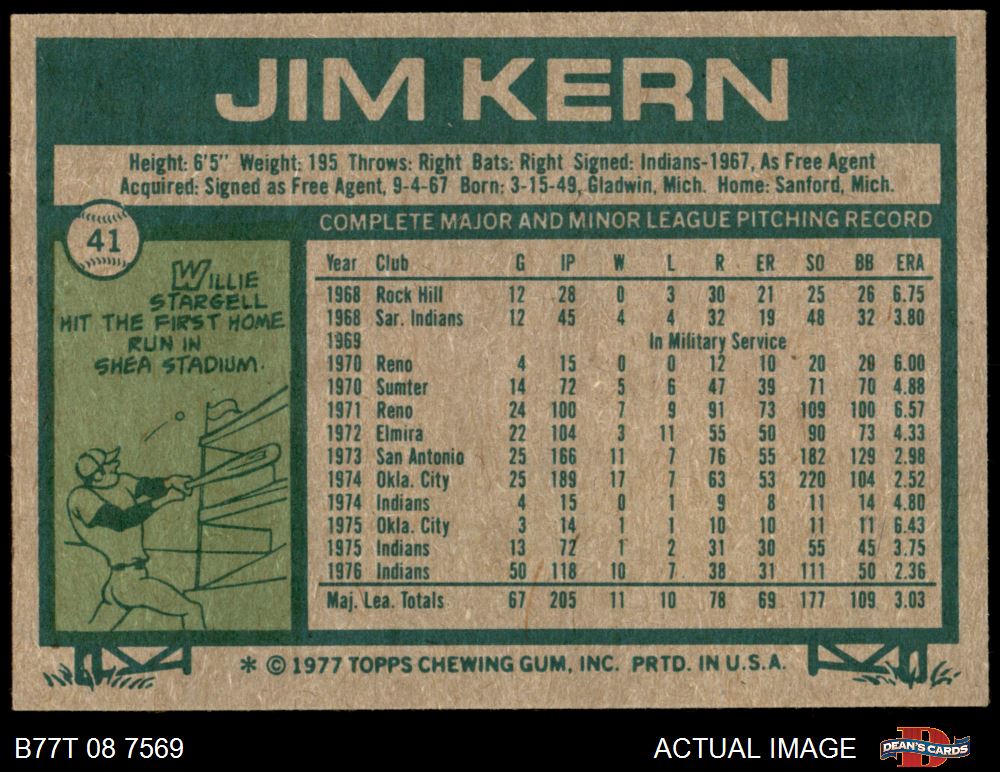 JIM KERN
Height: 6'5" Weight: 195 Throws: Right Bats: Right Signed: Indians-1967, As Free Agent
Acquired: Signed as Free Agent, 9-4-67 Born: 3-15-49, Gladwin, Mich. Home: Sanford, Mich.
41
WILLIE
STARGELL
HIT THE FIRST HOME
RUN IN
SHEA STADIUM.
COMPLETE MAJOR AND MINOR LEAGUE PITCHING RECORD
Year Club G IP W L R ER SO BB ERA
1968 Rock Hill 12 28 0 3 30 21 25 26 6.75
1968 Sar. Indians 12 45 4 4 32 19 48 32 3.80
1969 In Military Service
1970 Reno 4 15 0 0 12 10 20 20 6.00
1970 Sumter 14 72 5 6 47 39 71 70 4.88
1971 Reno 24 100 7 9 91 73 109 100 6.57
1972 Elmira 22 104 3 11 55 50 90 73 4.33
1973 San Antonio 25 166 11 7 76 55 182 129 2.98
1974 Okla. City 25 189 17 7 63 53 220 104 2.52
1974 Indians 4 15 0 1 9 8 11 14 4.80
1975 Okla. City 3 14 1 1 10 10 11 11 6.43
1975 Indians 13 72 1 2 31 30 55 45 3.75
1976 Indians 50 118 10 7 38 31 111 50 2.36
Maj. Lea. Totals 67 205 11 10 78 69 177 109 3.03
* © 1977 TOPPS CHEWING GUM, INC. PRTD. IN U.S.A.
B77T 08 7569
ACTUAL IMAGE
D
DEAN'S CARDS